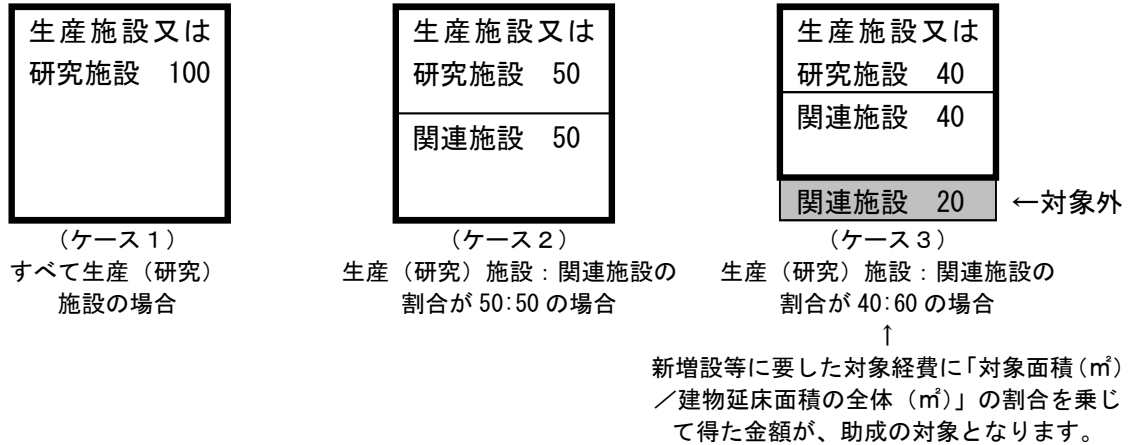 生産施設又は
研究施設 100
生産施設又は
研究施設 50
関連施設 50
生産施設又は
研究施設 40
関連施設 40
関連施設 20
←対象外
(ケース1)
すべて生産(研究)
施設の場合
(ケース2)
生産(研究)施設:関連施設の
割合が 50:50 の場合
(ケース3)
生産(研究)施設:関連施設の
割合が 40:60 の場合
↑
新増設等に要した対象経費に「対象面積(㎡)
/建物延床面積の全体(㎡)」の割合を乗じ
て得た金額が、助成の対象となります。